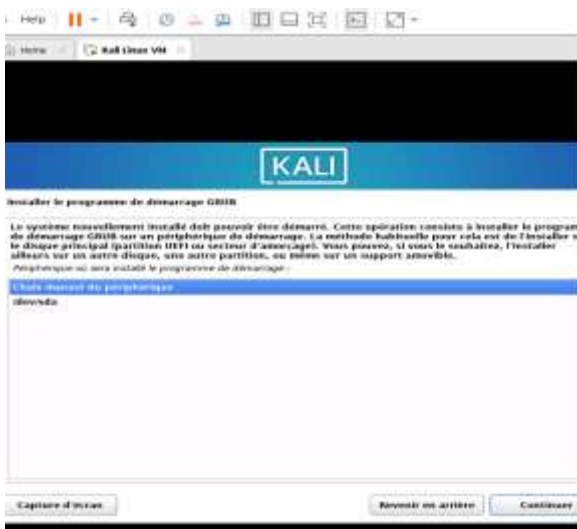 Help
Home
Kali Linux VM
KALI
Installer le programme de démarrage GRUB
Le système nouvellement installé doit pouvoir être démarré. Cette opération consiste à installer le program
de démarrage GRUB sur un périphérique de démarrage. La méthode habituelle pour cela est de l'installer s
le disque principal (partition UEFI ou secteur d'amorçage). Vous pouvez, si vous le souhaitez, l'installer
ailleurs sur un autre disque, une autre partition, ou même sur un support amovible.
Périphérique où sera installé le programme de démarrage :
Choix manuel du périphérique
/dev/sda
Capture d'écran
Revenir en arrière
Continuer